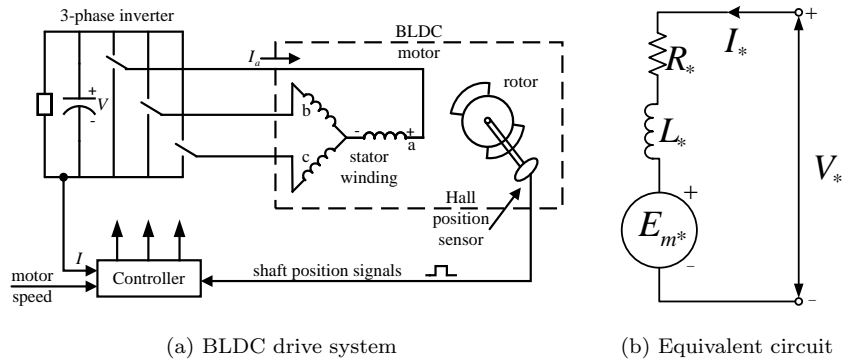 3-phase inverter
BLDC
motor
I_a
+
V
-
b
c
- + a
stator
winding
rotor
Hall
position
sensor
I
motor
speed
Controller
shaft position signals
(a) BLDC drive system
+
I_*
R_*
L_*
V_*
+
E_{m*}
-
-
(b) Equivalent circuit